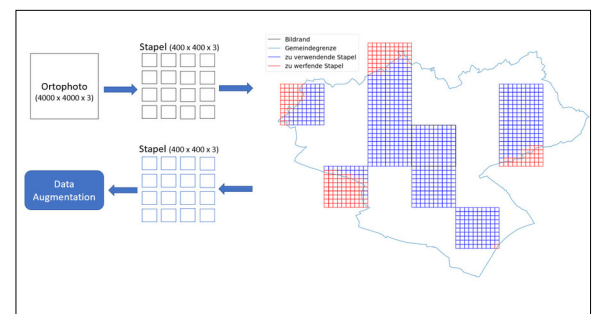 Ortophoto
(4000 x 4000 x 3)
Stapel (400 x 400 x 3)
Bildrand
Gemeindegrenze
zu verwendende Stapel
zu werfende Stapel
Stapel (400 x 400 x 3)
Data
Augmentation